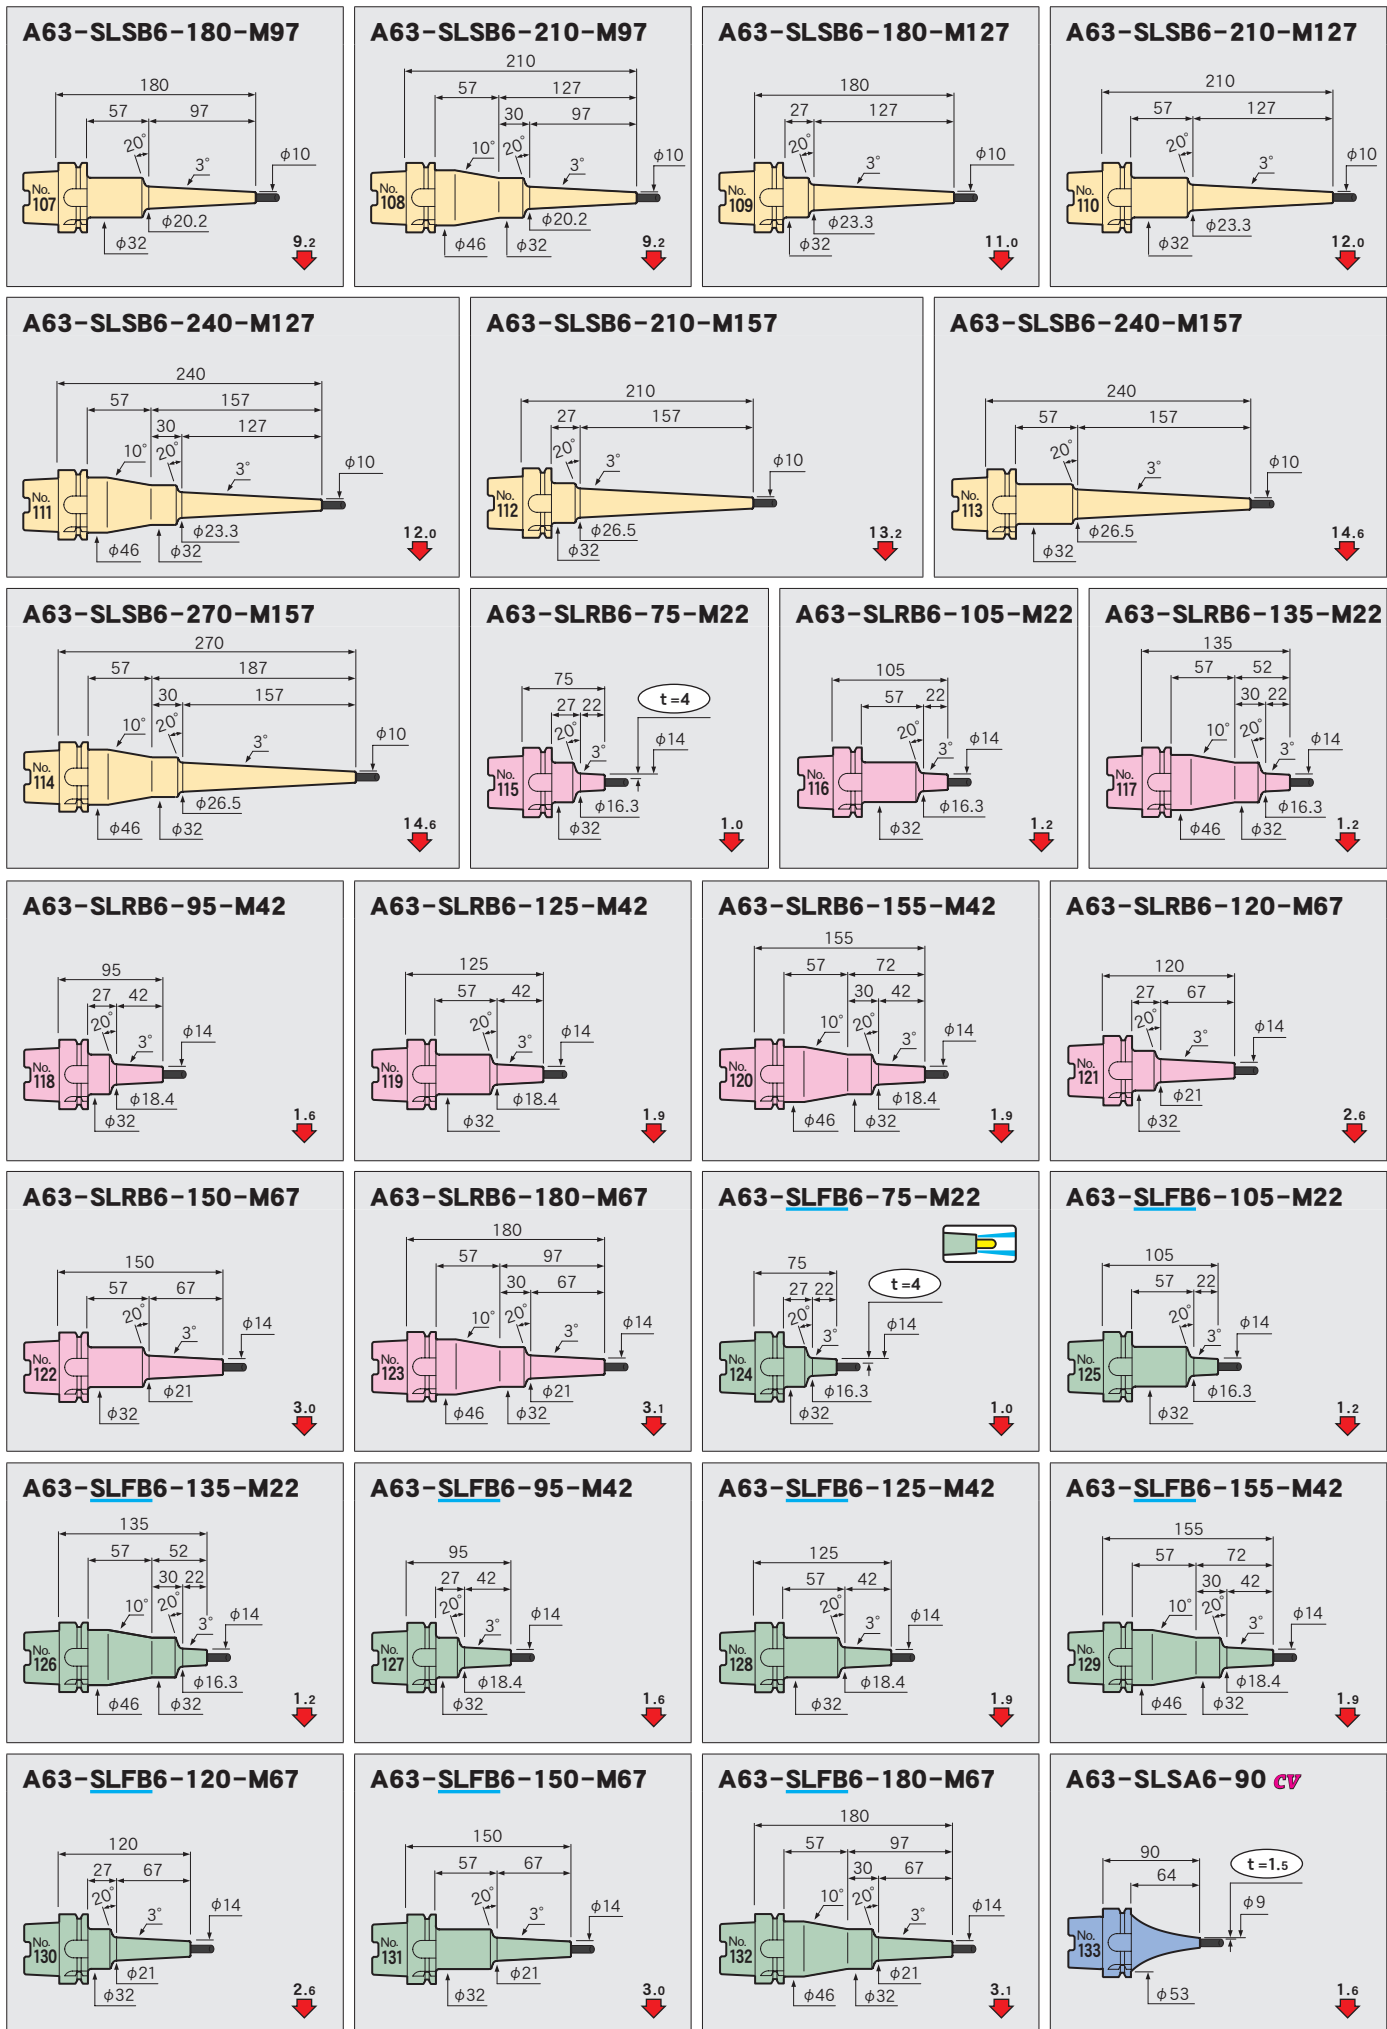 A63-SLSB6-180-M97
180
57 97
20° 3° φ10
No. 107
φ20.2
φ32
9.2
A63-SLSB6-210-M97
210
57 127
30 97
10° 20° 3° φ10
No. 108
φ20.2
φ46 φ32
9.2
A63-SLSB6-180-M127
180
27 127
20° 3° φ10
No. 109
φ23.3
φ32
11.0
A63-SLSB6-210-M127
210
57 127
20° 3° φ10
No. 110
φ23.3
φ32
12.0
A63-SLSB6-240-M127
240
57 157
30 127
10° 20° 3° φ10
No. 111
φ23.3
φ46 φ32
12.0
A63-SLSB6-210-M157
210
27 157
20° 3° φ10
No. 112
φ26.5
φ32
13.2
A63-SLSB6-240-M157
240
57 157
20° 3° φ10
No. 113
φ26.5
φ32
14.6
A63-SLSB6-270-M157
270
57 187
30 157
10° 20° 3° φ10
No. 114
φ26.5
φ46 φ32
14.6
A63-SLRB6-75-M22
75
t=4
27 22
20° 3° φ14
No. 115
φ16.3
φ32
1.0
A63-SLRB6-105-M22
105
57 22
20° 3° φ14
No. 116
φ16.3
φ32
1.2
A63-SLRB6-135-M22
135
57 52
30 22
10° 20° 3° φ14
No. 117
φ16.3
φ46 φ32
1.2
A63-SLRB6-95-M42
95
27 42
20° 3° φ14
No. 118
φ18.4
φ32
1.6
A63-SLRB6-125-M42
125
57 42
20° 3° φ14
No. 119
φ18.4
φ32
1.9
A63-SLRB6-155-M42
155
57 72
30 42
10° 20° 3° φ14
No. 120
φ18.4
φ46 φ32
1.9
A63-SLRB6-120-M67
120
27 67
20° 3° φ14
No. 121
φ21
φ32
2.6
A63-SLRB6-150-M67
150
57 67
20° 3° φ14
No. 122
φ21
φ32
3.0
A63-SLRB6-180-M67
180
57 97
30 67
10° 20° 3° φ14
No. 123
φ21
φ46 φ32
3.1
A63-SLFB6-75-M22
75
t=4
27 22
20° 3° φ14
No. 124
φ16.3
φ32
1.0
A63-SLFB6-105-M22
105
57 22
20° 3° φ14
No. 125
φ16.3
φ32
1.2
A63-SLFB6-135-M22
135
57 52
30 22
10° 20° 3° φ14
No. 126
φ16.3
φ46 φ32
1.2
A63-SLFB6-95-M42
95
27 42
20° 3° φ14
No. 127
φ18.4
φ32
1.6
A63-SLFB6-125-M42
125
57 42
20° 3° φ14
No. 128
φ18.4
φ32
1.9
A63-SLFB6-155-M42
155
57 72
30 42
10° 20° 3° φ14
No. 129
φ18.4
φ46 φ32
1.9
A63-SLFB6-120-M67
120
27 67
20° 3° φ14
No. 130
φ21
φ32
2.6
A63-SLFB6-150-M67
150
57 67
20° 3° φ14
No. 131
φ21
φ32
3.0
A63-SLFB6-180-M67
180
57 97
30 67
10° 20° 3° φ14
No. 132
φ21
φ46 φ32
3.1
A63-SLSA6-90 CV
90
t=1.5
64
φ9
No. 133
φ53
1.6